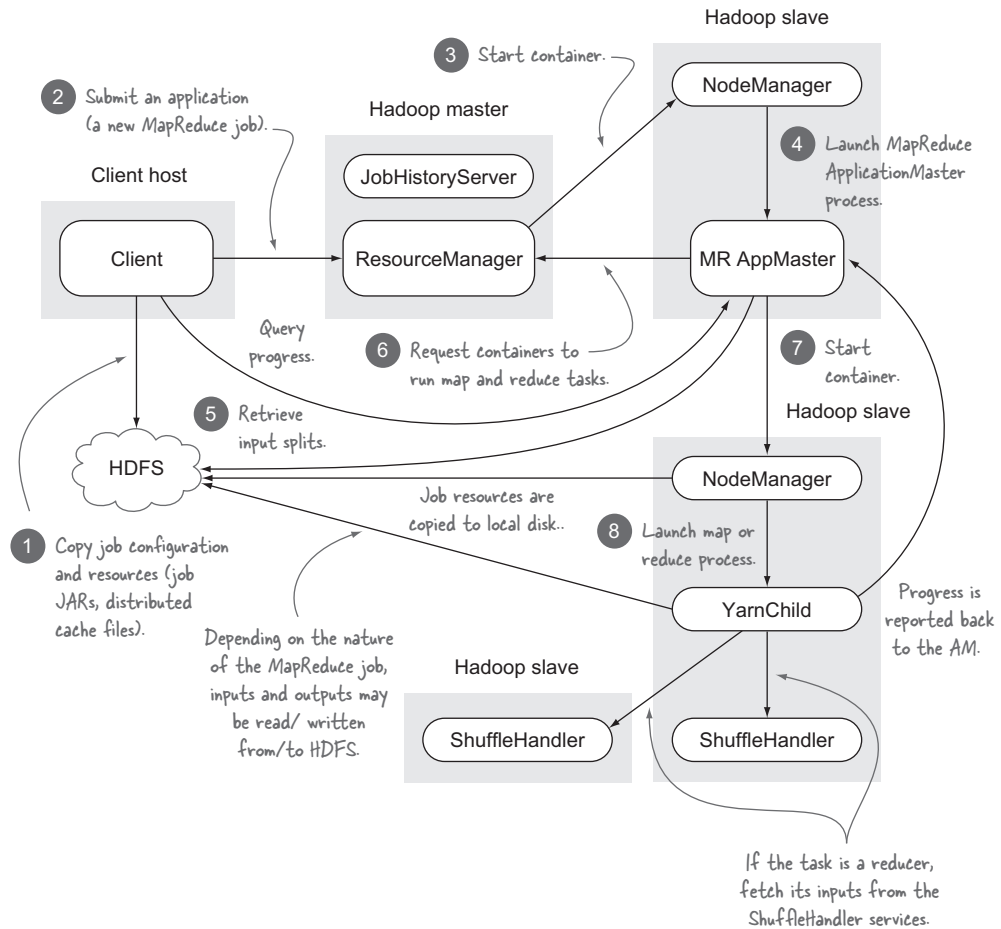 Hadoop slave
3 Start container.
NodeManager
2 Submit an application
(a new MapReduce job).
Hadoop master
4 Launch MapReduce
ApplicationMaster
process.
JobHistoryServer
Client host
Client
ResourceManager
MR AppMaster
Query
progress.
6 Request containers to
run map and reduce tasks.
7 Start
container.
5 Retrieve
input splits.
Hadoop slave
HDFS
NodeManager
Job resources are
copied to local disk..
8 Launch map or
reduce process.
1 Copy job configuration
and resources (job
JARs, distributed
cache files).
YarnChild
Progress is
reported back
to the AM.
Depending on the nature
of the MapReduce job,
inputs and outputs may
be read/ written
from/to HDFS.
Hadoop slave
ShuffleHandler
ShuffleHandler
If the task is a reducer,
fetch its inputs from the
ShuffleHandler services.